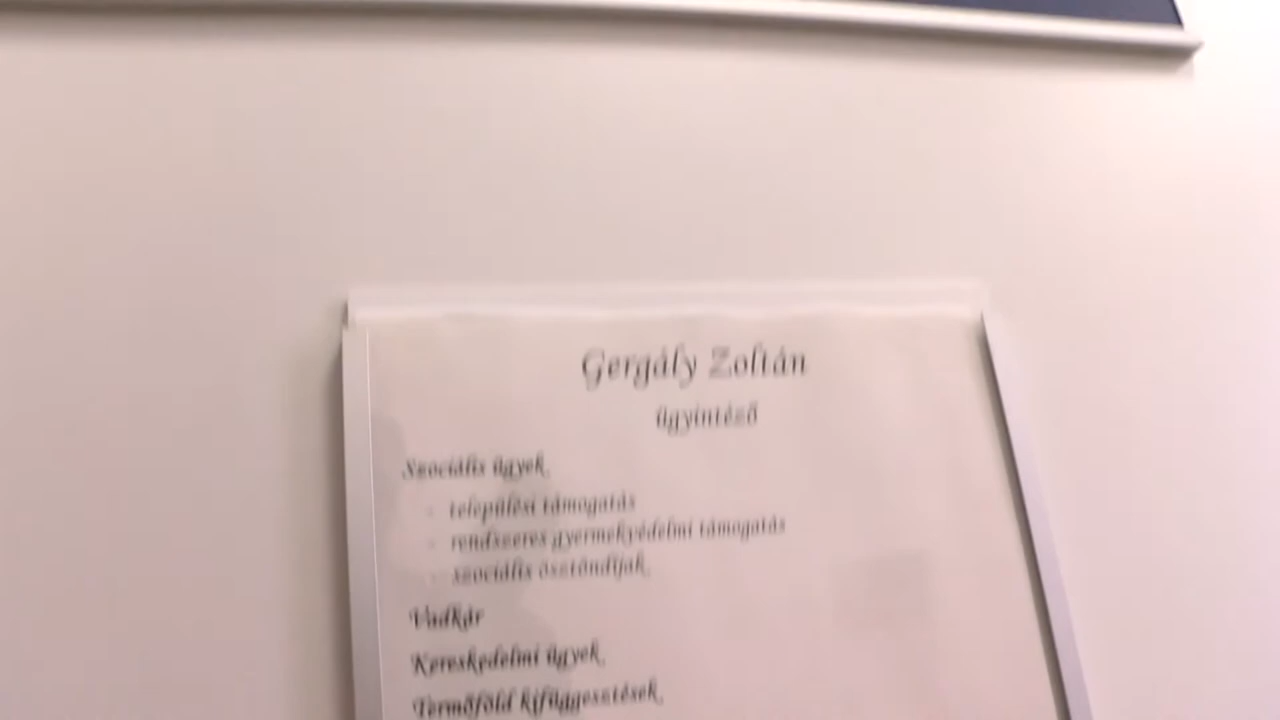 Gergály Zoltán
ügyintéző
Szociális ügyek
- települési támogatás
- rendszeres gyermekvédelmi támogatás
- szociális ösztöndíjak
Vadkár
Kereskedelmi ügyek
Termőföld kifüggesztések